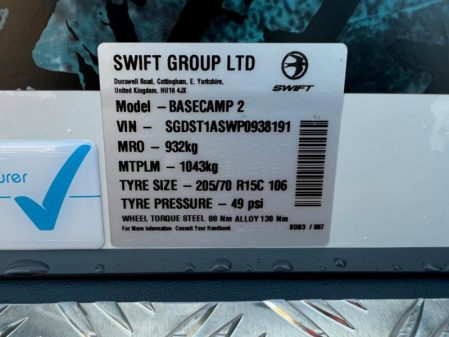 SWIFT GROUP LTD
Dunswell Road, Cottingham, E. Yorkshire.
United Kingdom, HU16 4JX
SWIFT
Model - BASECAMP 2
VIN - SGDST1ASWP0938191
MRO - 932kg
MTPLM - 1043kg
TYRE SIZE - 205/70 R15C 106
TYRE PRESSURE - 49 psi
WHEEL TORQUE STEEL 88 Nm ALLOY 130 Nm
For More Information Consult Your Handbook
urer